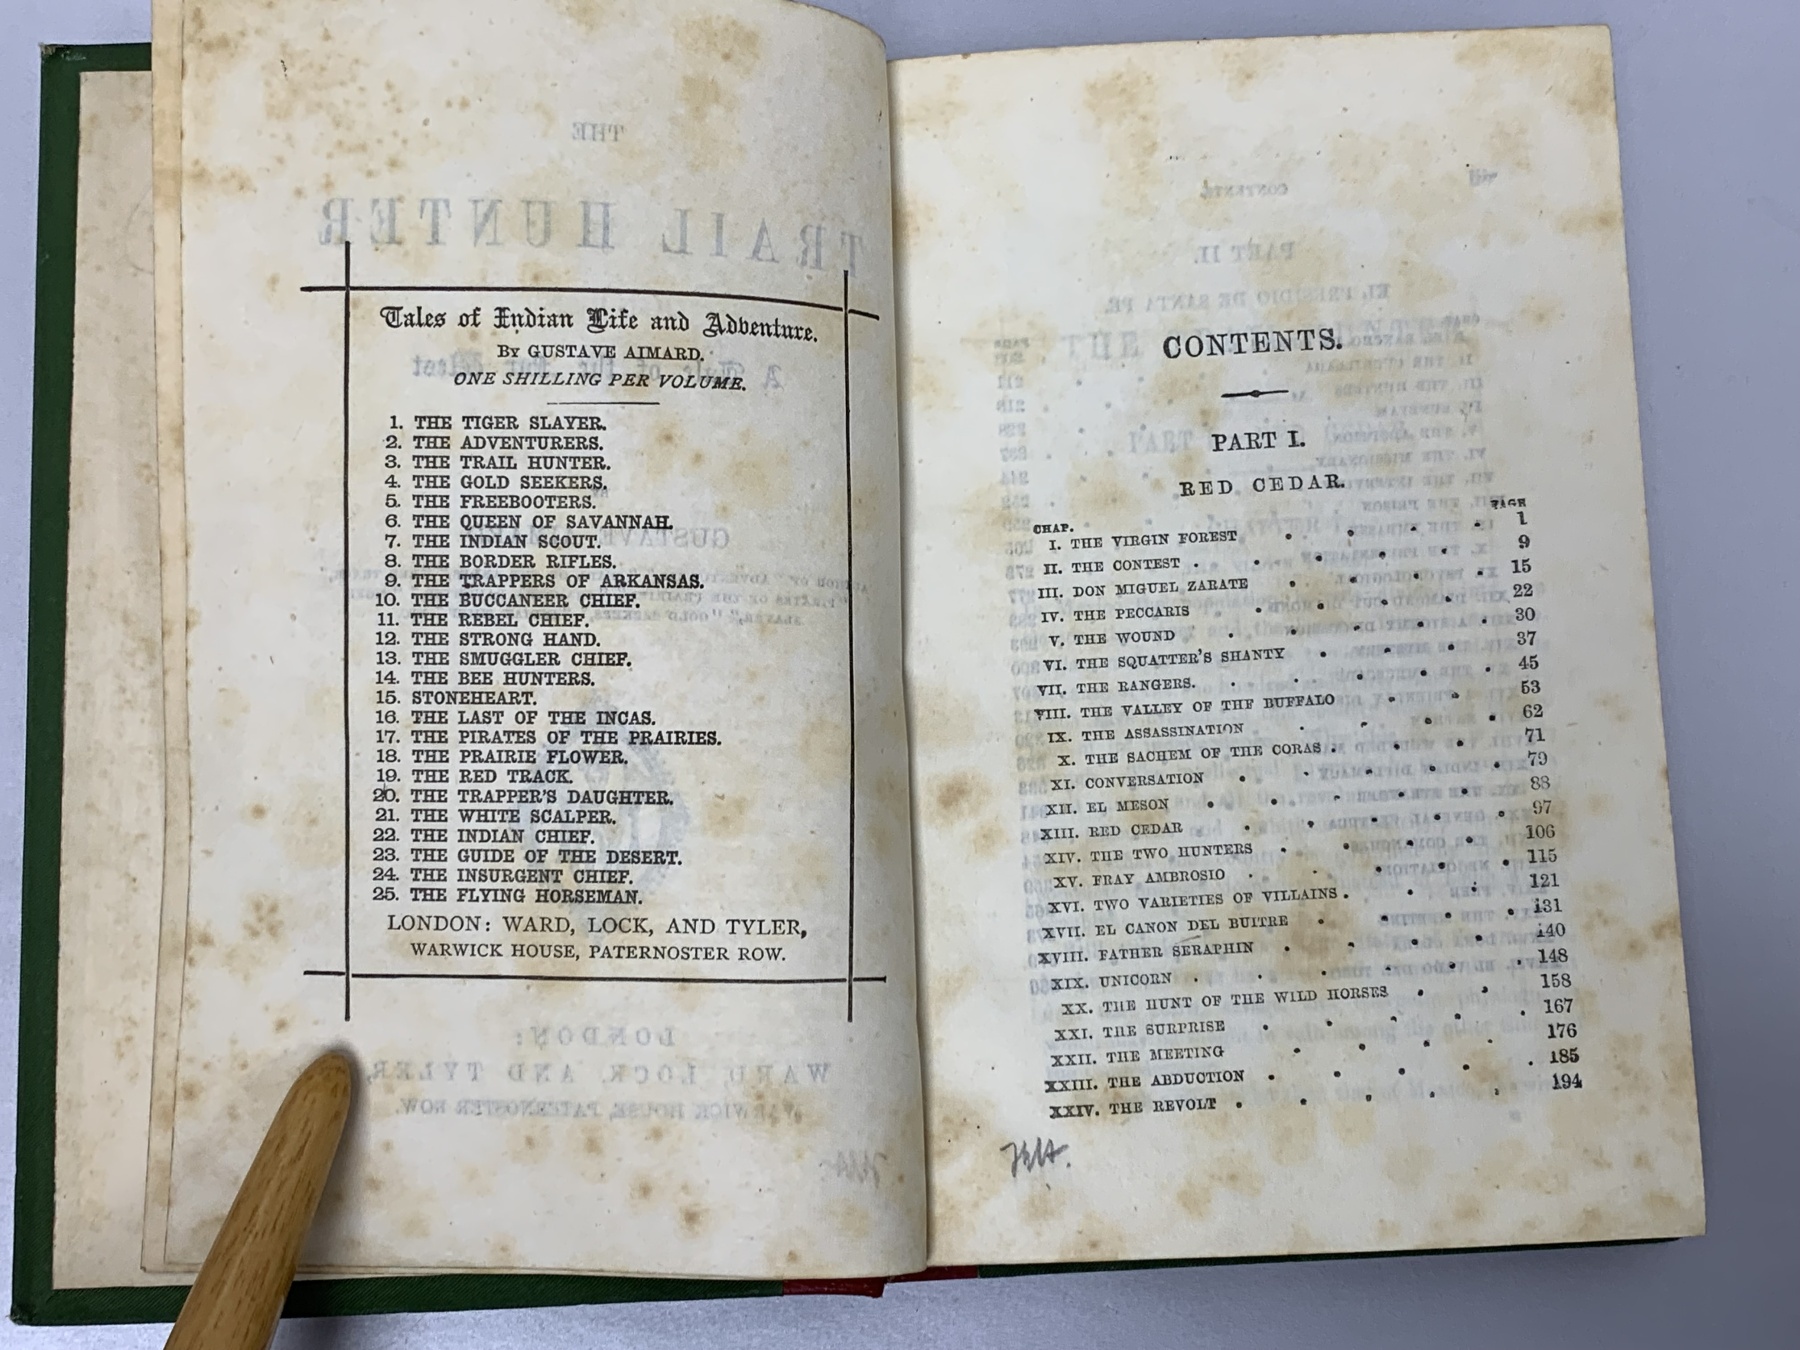 Tales of Indian Life and Adventure.
By GUSTAVE AIMARD.
ONE SHILLING PER VOLUME.
1. THE TIGER SLAYER.
2. THE ADVENTURERS.
3. THE TRAIL HUNTER.
4. THE GOLD SEEKERS.
5. THE FREEBOOTERS.
6. THE QUEEN OF SAVANNAH.
7. THE INDIAN SCOUT.
8. THE BORDER RIFLES.
9. THE TRAPPERS OF ARKANSAS.
10. THE BUCCANEER CHIEF.
11. THE REBEL CHIEF.
12. THE STRONG HAND.
13. THE SMUGGLER CHIEF.
14. THE BEE HUNTERS.
15. STONEHEART.
16. THE LAST OF THE INCAS.
17. THE PIRATES OF THE PRAIRIES.
18. THE PRAIRIE FLOWER.
19. THE RED TRACK.
20. THE TRAPPER'S DAUGHTER.
21. THE WHITE SCALPER.
22. THE INDIAN CHIEF.
23. THE GUIDE OF THE DESERT.
24. THE INSURGENT CHIEF.
25. THE FLYING HORSEMAN.
LONDON: WARD, LOCK, AND TYLER,
WARWICK HOUSE, PATERNOSTER ROW.
CONTENTS.
PART I.
RED CEDAR.
CHAP. PAGE
I. THE VIRGIN FOREST . . . . 1
II. THE CONTEST . . . . . 9
III. DON MIGUEL ZARATE . . . . 15
IV. THE PECCARIS . . . . 22
V. THE WOUND . . . . 30
VI. THE SQUATTER'S SHANTY . . . 37
VII. THE RANGERS. . . . . . 45
VIII. THE VALLEY OF THE BUFFALO . . 53
IX. THE ASSASSINATION . . . . 62
X. THE SACHEM OF THE CORAS . . . 71
XI. CONVERSATION . . . . . 79
XII. EL MESON . . . . . 88
XIII. RED CEDAR . . . . 97
XIV. THE TWO HUNTERS . . . . 106
XV. FRAY AMBROSIO . . . . . 115
XVI. TWO VARIETIES OF VILLAINS . . . 121
XVII. EL CANON DEL BUITRE . . . . 131
XVIII. FATHER SERAPHIN . . . . 140
XIX. UNICORN . . . . . . 148
XX. THE HUNT OF THE WILD HORSES . . 158
XXI. THE SURPRISE . . . . . 167
XXII. THE MEETING . . . . 176
XXIII. THE ABDUCTION . . . . . 185
XXIV. THE REVOLT . . . . . 194